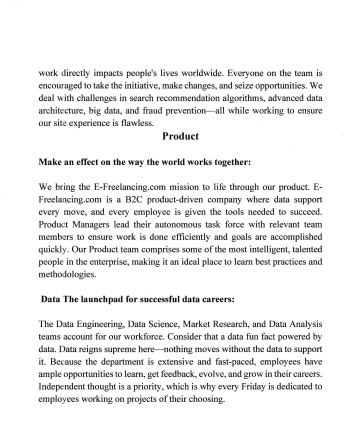 work directly impacts people's lives worldwide. Everyone on the team is
encouraged to take the initiative, make changes, and seize opportunities. We
deal with challenges in search recommendation algorithms, advanced data
architecture, big data, and fraud prevention—all while working to ensure
our site experience is flawless.
Product
Make an effect on the way the world works together:
We bring the E-Freelancing.com mission to life through our product. E-
Freelancing.com is a B2C product-driven company where data support
every move, and every employee is given the tools needed to succeed.
Product Managers lead their autonomous task force with relevant team
members to ensure work is done efficiently and goals are accomplished
quickly. Our Product team comprises some of the most intelligent, talented
people in the enterprise, making it an ideal place to learn best practices and
methodologies.
Data The launchpad for successful data careers:
The Data Engineering, Data Science, Market Research, and Data Analysis
teams account for our workforce. Consider that a data fun fact powered by
data. Data reigns supreme here—nothing moves without the data to support
it. Because the department is extensive and fast-paced, employees have
ample opportunities to learn, get feedback, evolve, and grow in their careers.
Independent thought is a priority, which is why every Friday is dedicated to
employees working on projects of their choosing.